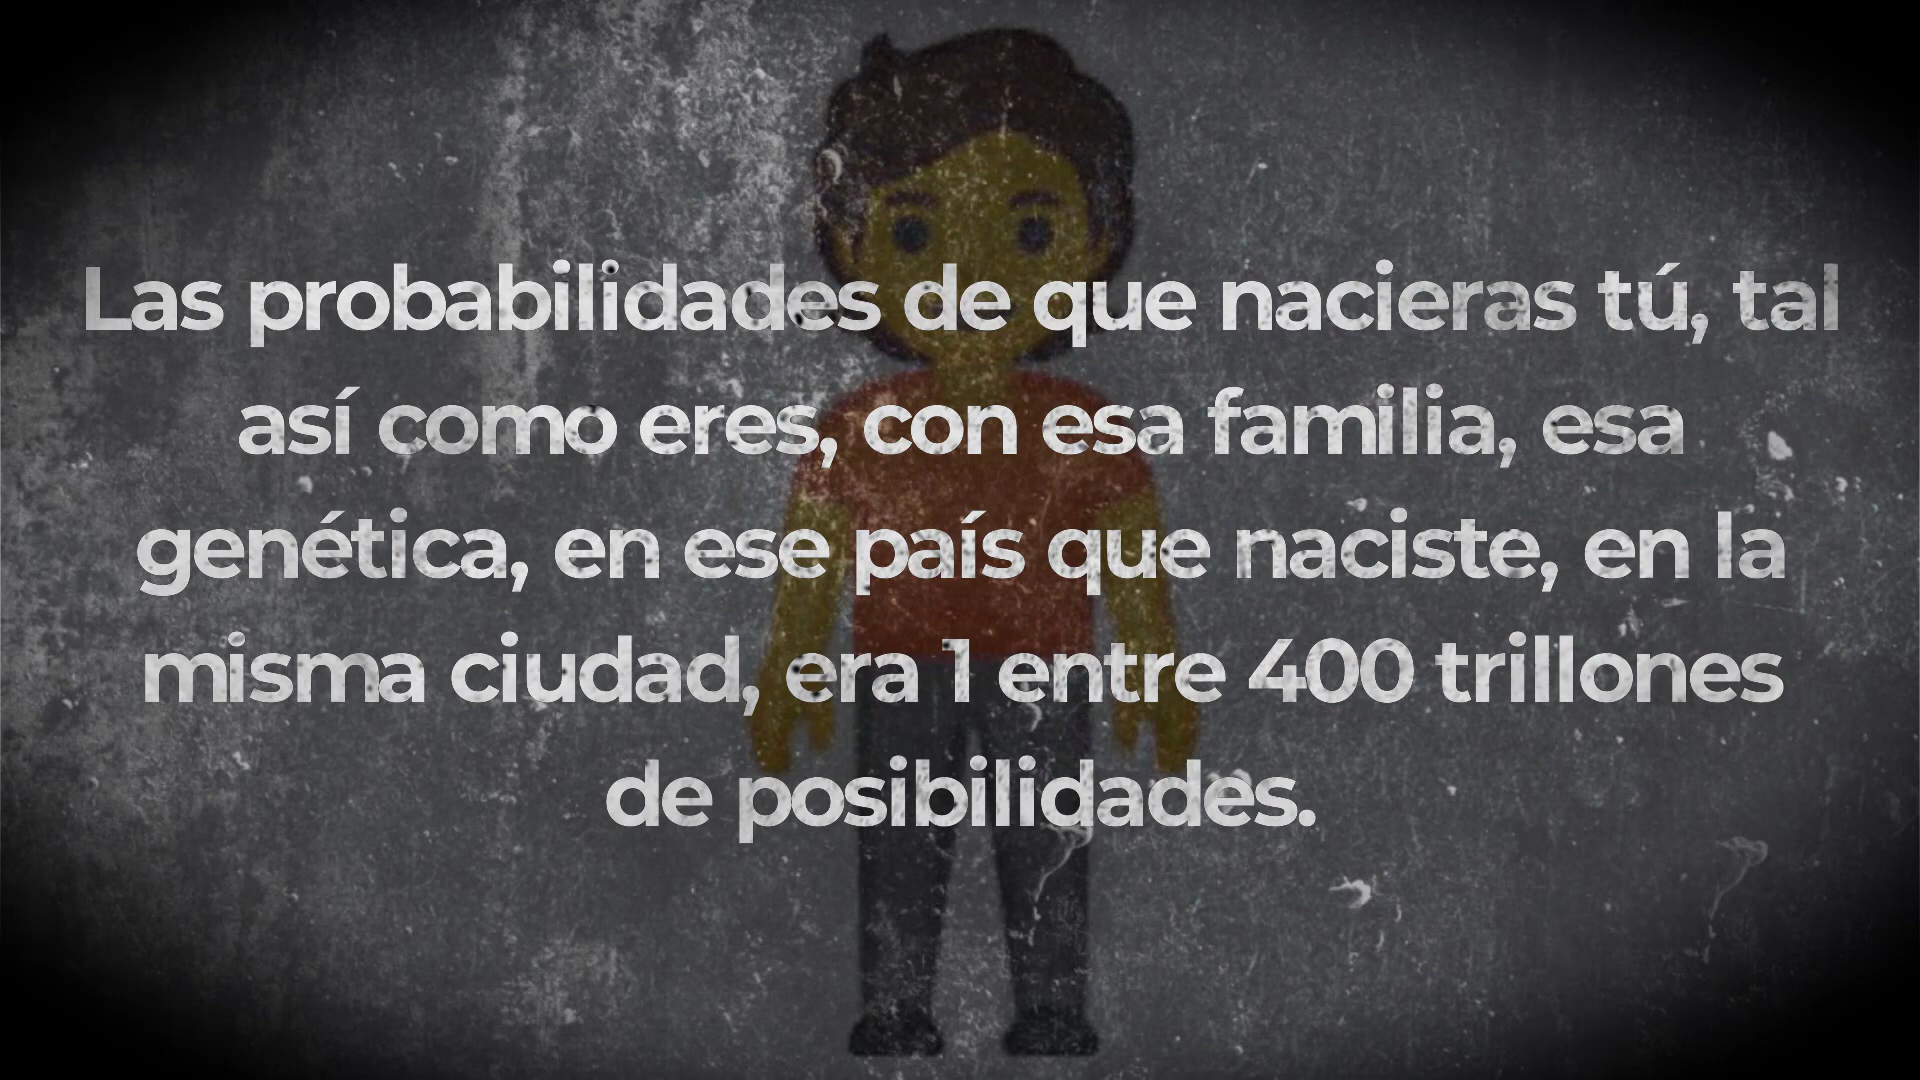 Las probabilidades de que nacieras tú, tal
así como eres, con esa familia, esa
genética, en ese país que naciste, en la
misma ciudad, era 1 entre 400 trillones
de posibilidades.